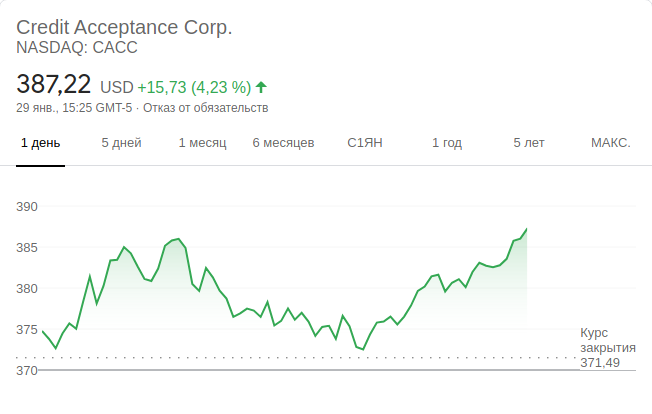 Credit Acceptance Corp.
NASDAQ: CACC
387,22 USD +15,73 (4,23 %)
29 янв., 15:25 GMT-5 · Отказ от обязательств
1 день 5 дней 1 месяц 6 месяцев С1ЯН 1 год 5 лет МАКС.
390
385
380
375
370
Курс
закрытия
371,49